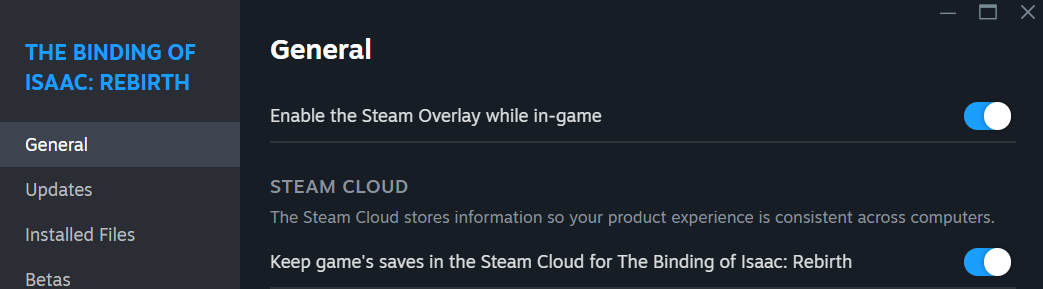 THE BINDING OF
ISAAC: REBIRTH
General
Updates
Installed Files
Betas
General
Enable the Steam Overlay while in-game
STEAM CLOUD
The Steam Cloud stores information so your product experience is consistent across computers.
Keep game's saves in the Steam Cloud for The Binding of Isaac: Rebirth